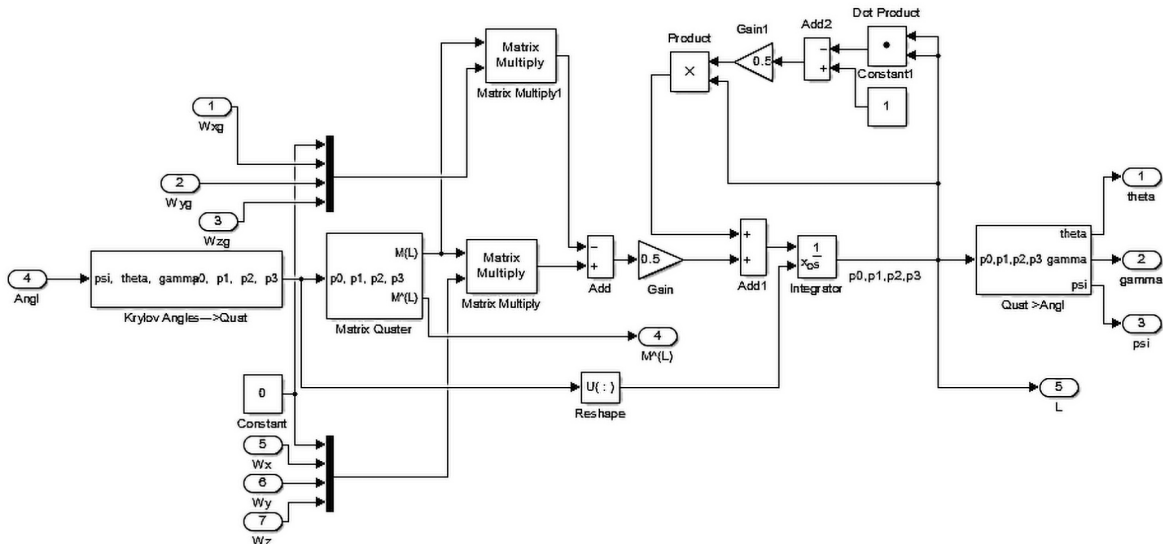 Dot Product
Add2
Gain1
Product
Matrix
Multiply
−
+
0.5
×
Constant1
Matrix Multiply1
1
1
Wxg
2
Wyg
1
theta
3
Wzg
theta
M(L)
−
+
+
+
1
s
xo
4
psi, theta, gamma
p0, p1, p2, p3
p0, p1, p2, p3
Matrix
Multiply
0.5
p0,p1,p2,p3
p0,p1,p2,p3
gamma
2
Angl
Add
Gain
Add1
Integrator
gamma
M^(L)
psi
Krylov Angles--->Quat
Matrix Quater
Matrix Multiply
Quat >Angl
4
3
M^(L)
psi
0
U( : )
5
Constant
Reshape
L
5
Wx
6
Wy
7
Wz